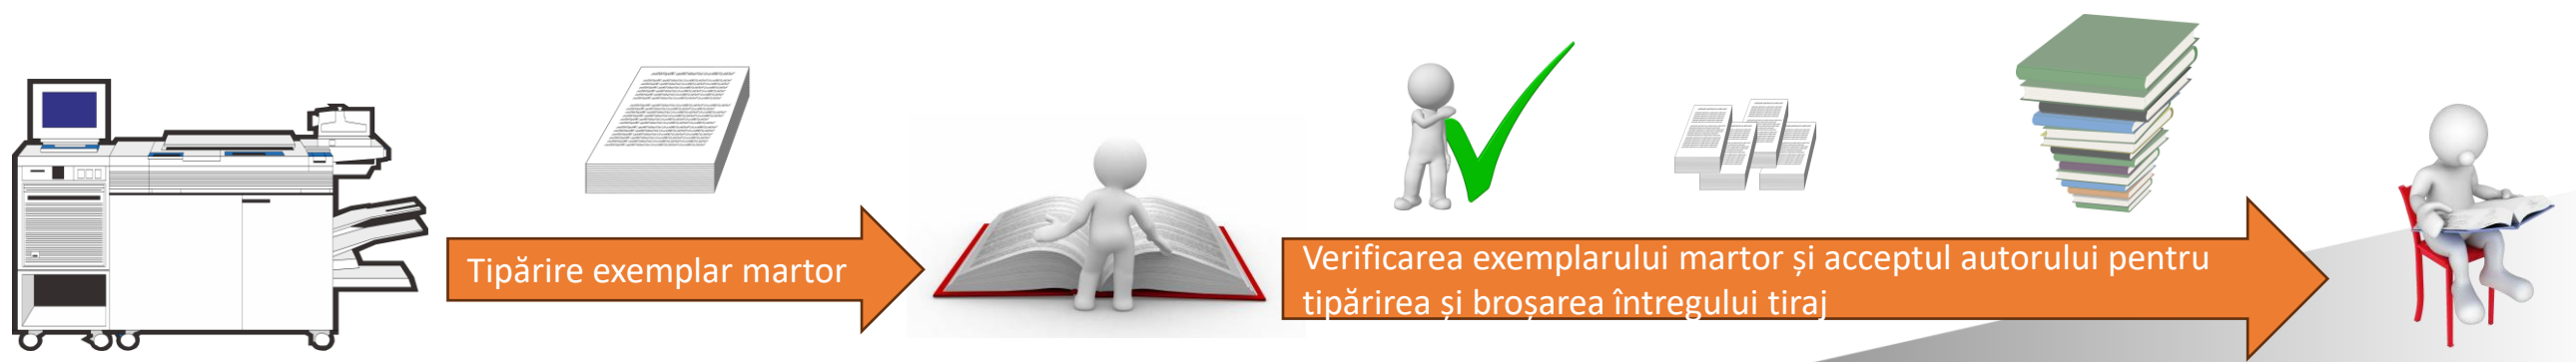 Tipărire exemplar martor
Verificarea exemplarului martor și acceptul autorului pentru
tipărirea și broșarea întregului tiraj